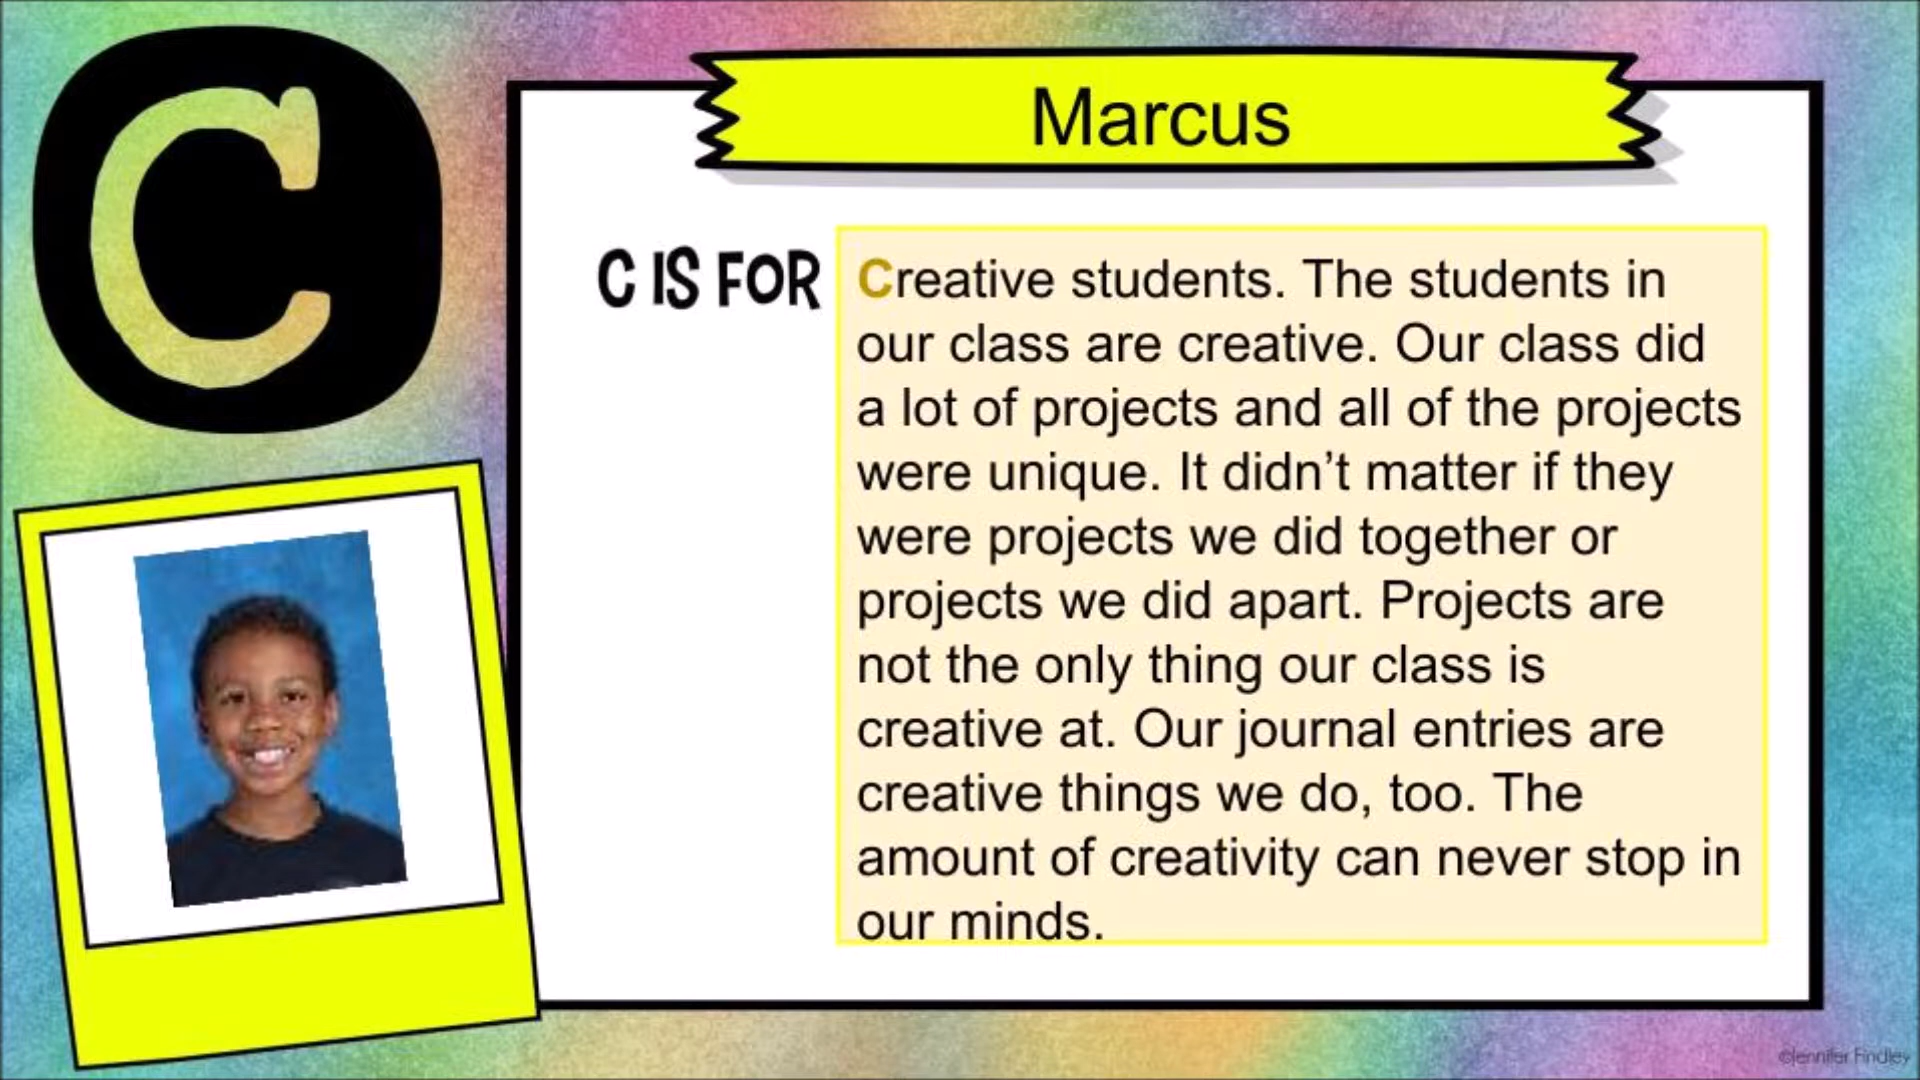 C
Marcus
C IS FOR
Creative students. The students in
our class are creative. Our class did
a lot of projects and all of the projects
were unique. It didn’t matter if they
were projects we did together or
projects we did apart. Projects are
not the only thing our class is
creative at. Our journal entries are
creative things we do, too. The
amount of creativity can never stop in
our minds.
©Jennifer Findley